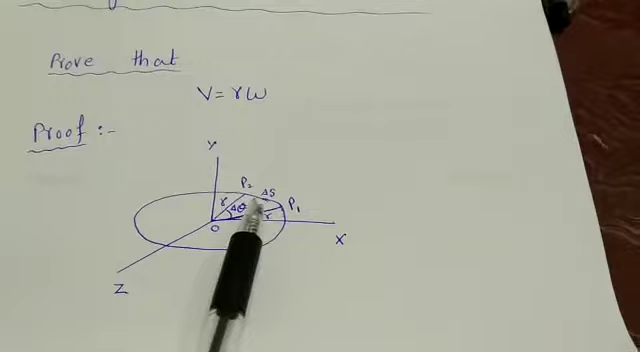 Prove that
V = rω
Proof :-
Y
P₂
ΔS
r
Δθ
P₁
r
O
X
Z